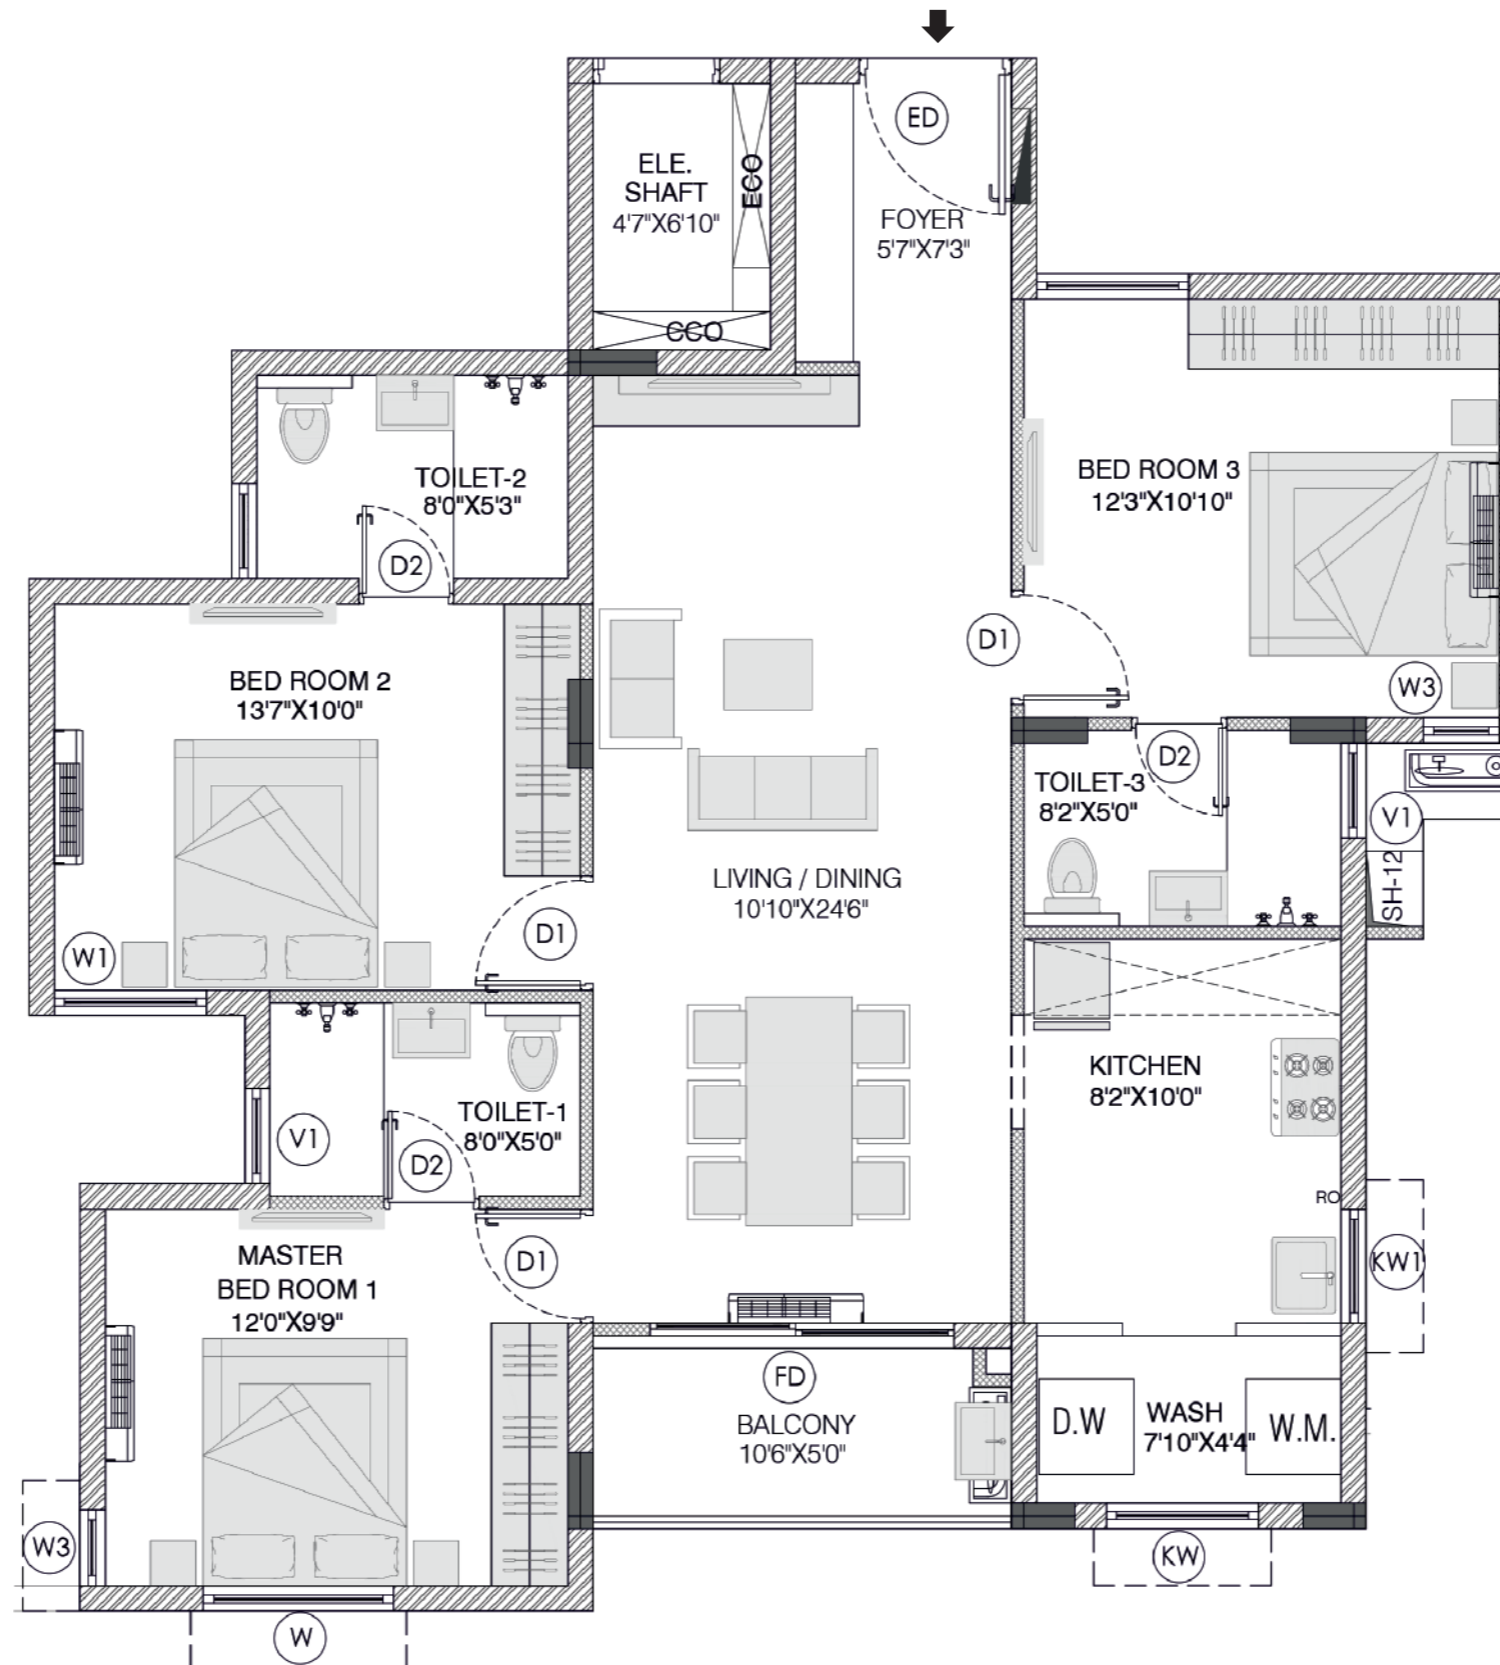 ED
ELE.
SHAFT
4'7"X6'10"
ECO
FOYER
5'7"X7'3"
CCO
TOILET-2
8'0"X5'3"
D2
BED ROOM 3
12'3"X10'10"
D1
W3
BED ROOM 2
13'7"X10'0"
D2
TOILET-3
8'2"X5'0"
V1
SH-12
LIVING / DINING
10'10"X24'6"
D1
W1
KITCHEN
8'2"X10'0"
TOILET-1
8'0"X5'0"
V1
D2
RO
MASTER
BED ROOM 1
12'0"X9'9"
D1
KW1
FD
BALCONY
10'6"X5'0"
D.W
WASH
7'10"X4'4"
W.M.
W3
KW
W